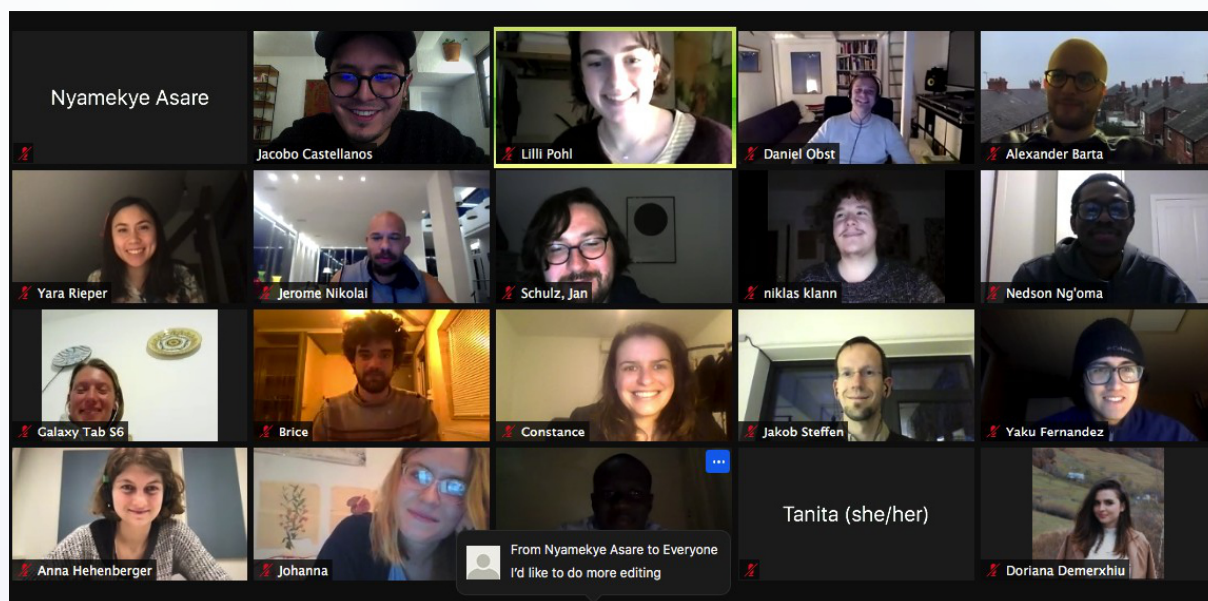 Nyamekye Asare
Jacobo Castellanos
Lilli Pohl
Daniel Obst
Alexander Barta
Yara Rieper
Jerome Nikolai
Schulz, Jan
niklas klann
Nedson Ng'oma
Galaxy Tab S6
Brice
Constance
Jakob Steffen
Yaku Fernandez
Columbia
Anna Hehenberger
Johanna
From Nyamekye Asare to Everyone
I'd like to do more editing
Tanita (she/her)
Doriana Demerxhiu